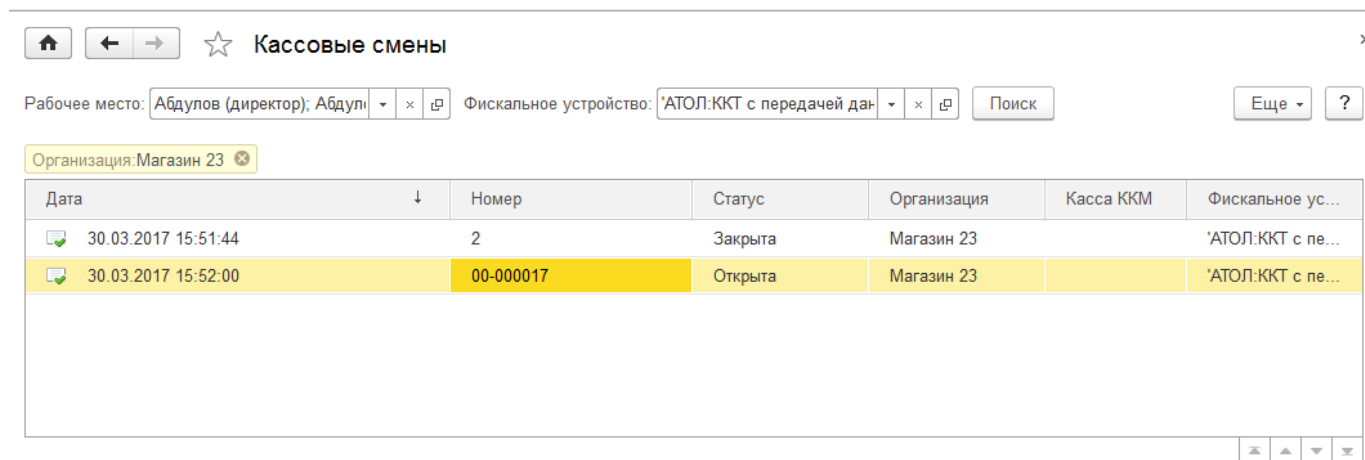 Кассовые смены
Рабочее место: Абдулов (директор); Абдул Фискальное устройство: 'АТОЛ:ККТ с передачей дан Поиск Еще ?
Организация:Магазин 23
Дата Номер Статус Организация Касса ККМ Фискальное ус...
30.03.2017 15:51:44 2 Закрыта Магазин 23 'АТОЛ:ККТ с пе...
30.03.2017 15:52:00 00-000017 Открыта Магазин 23 'АТОЛ:ККТ с пе...